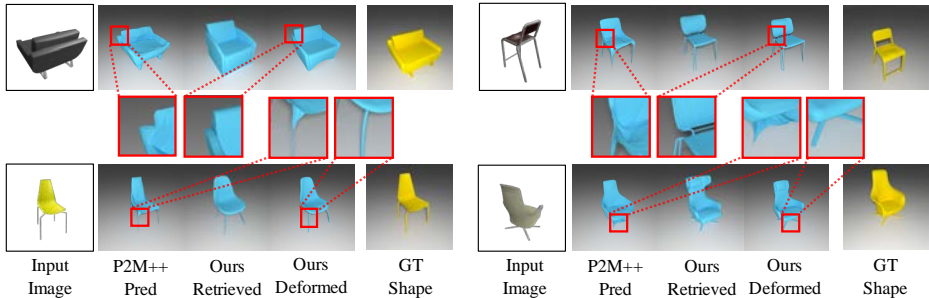 Input P2M++ Ours Ours GT Input P2M++ Ours Ours GT
Image Pred Retrieved Deformed Shape Image Pred Retrieved Deformed Shape